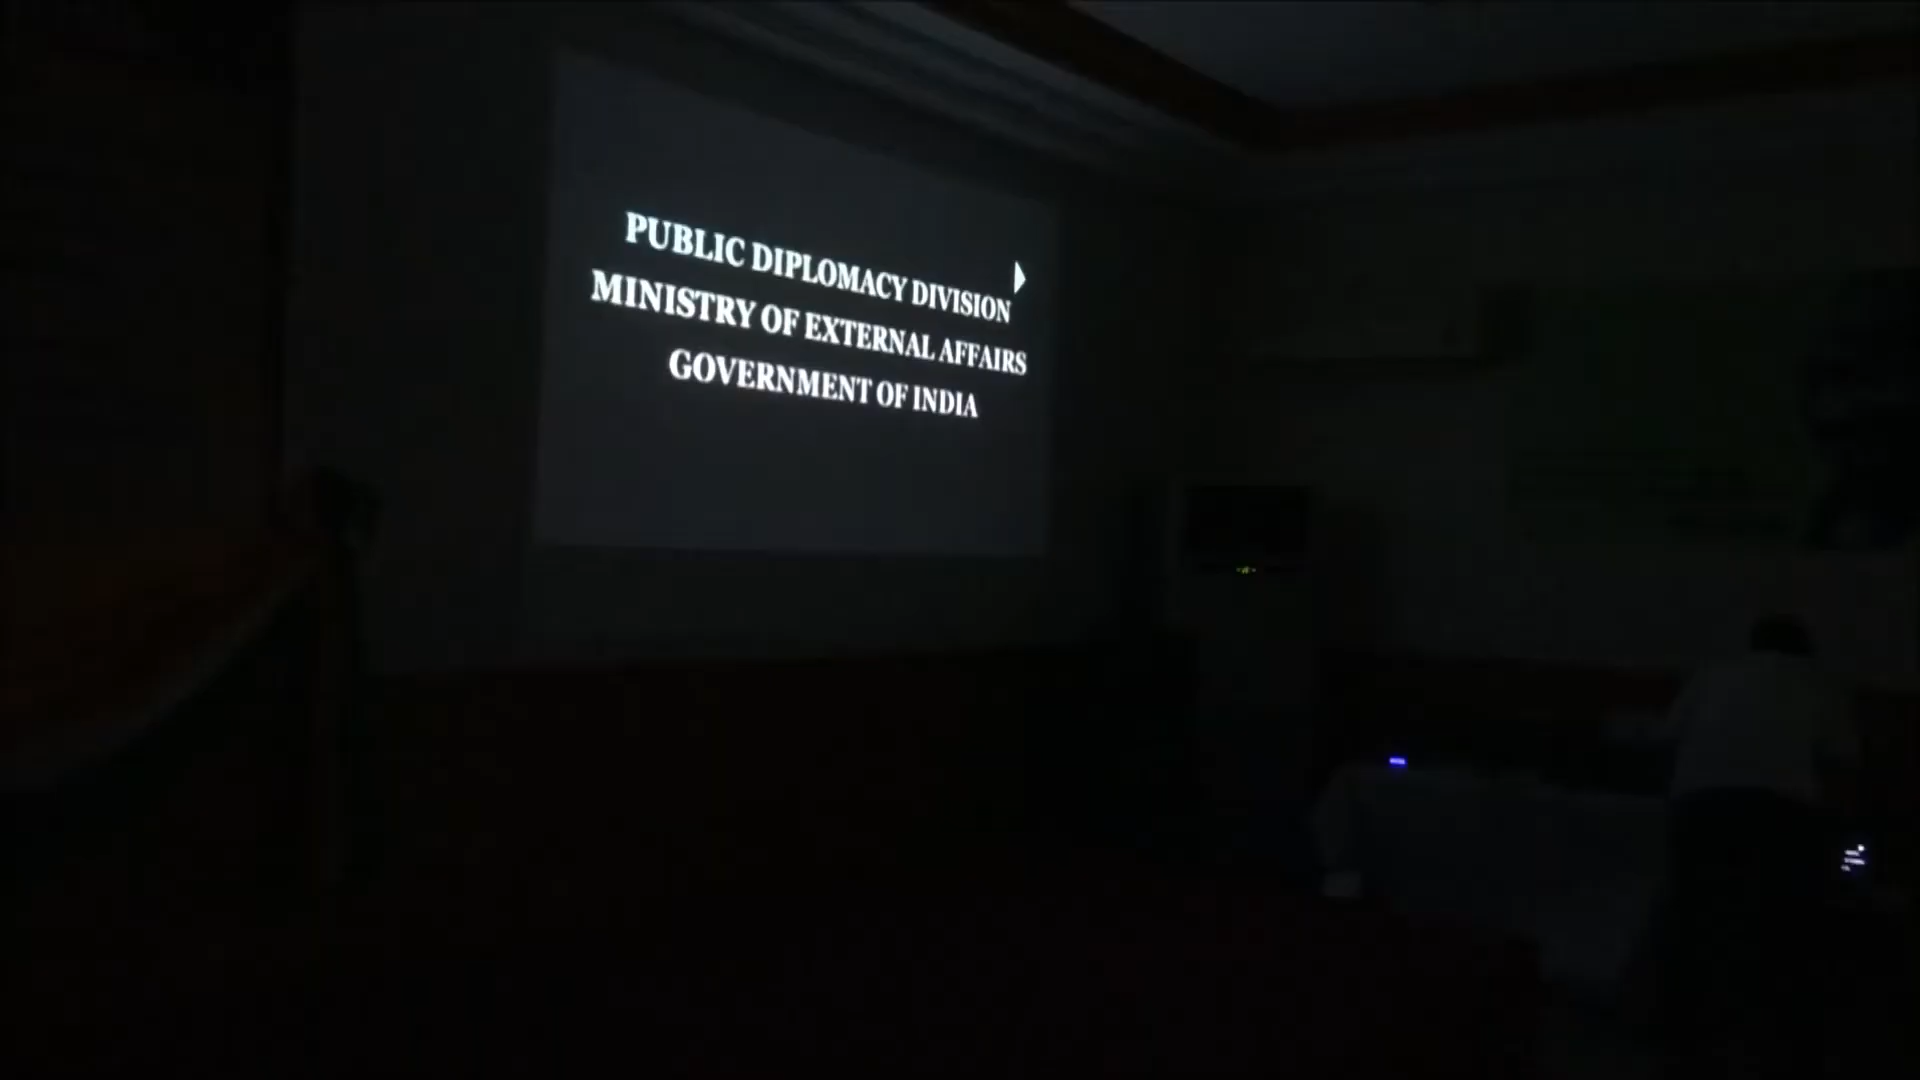 PUBLIC DIPLOMACY DIVISION
MINISTRY OF EXTERNAL AFFAIRS
GOVERNMENT OF INDIA